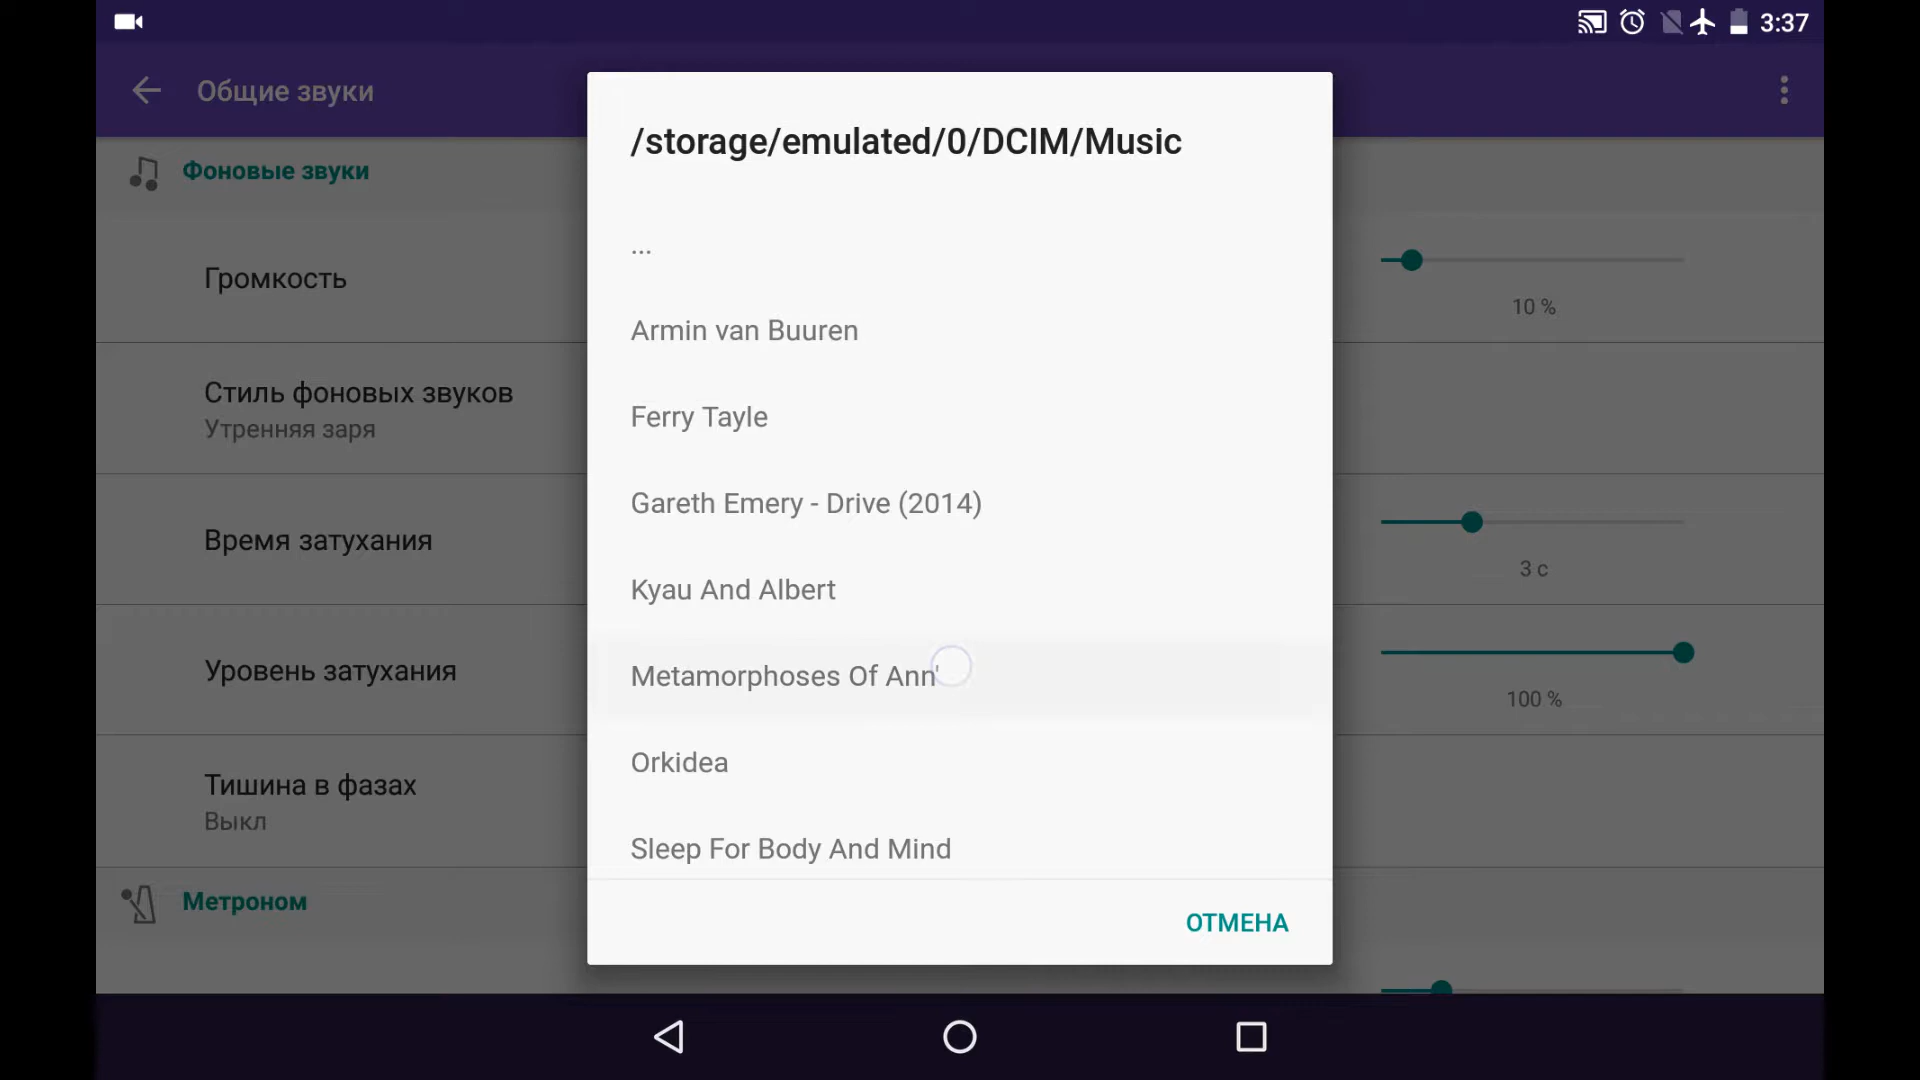 3:37
Общие звуки
Фоновые звуки
Громкость
10 %
Стиль фоновых звуков
Утренняя заря
Время затухания
3 с
Уровень затухания
100 %
Тишина в фазах
Выкл
Метроном
/storage/emulated/0/DCIM/Music
...
Armin van Buuren
Ferry Tayle
Gareth Emery - Drive (2014)
Kyau And Albert
Metamorphoses Of Ann'
Orkidea
Sleep For Body And Mind
ОТМЕНА